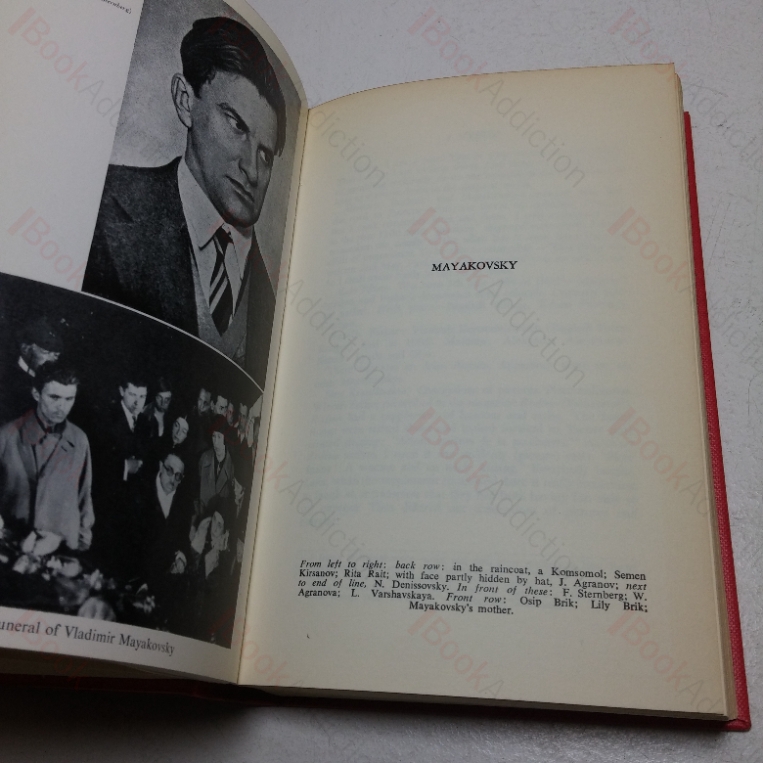 uneral of Vladimir Mayakovsky
MAYAKOVSKY
From left to right: back row: in the raincoat, a Komsomol; Semen
Kirsanov; Rita Rait; with face partly hidden by hat, J. Agranov; next
to end of line, N. Denissovsky. In front of these: F. Sternberg; W.
Agranova; L. Varshavskaya. Front row: Osip Brik; Lily Brik;
Mayakovsky's mother.
BookAddiction